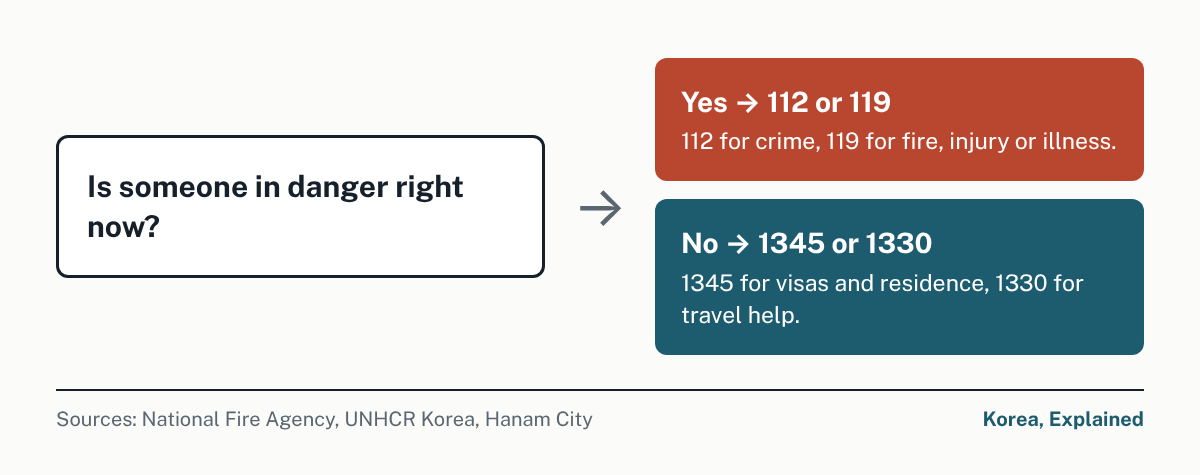 Is someone in danger right
now?
→
Yes → 112 or 119
112 for crime, 119 for fire, injury or illness.
No → 1345 or 1330
1345 for visas and residence, 1330 for
travel help.
Sources: National Fire Agency, UNHCR Korea, Hanam City
Korea, Explained